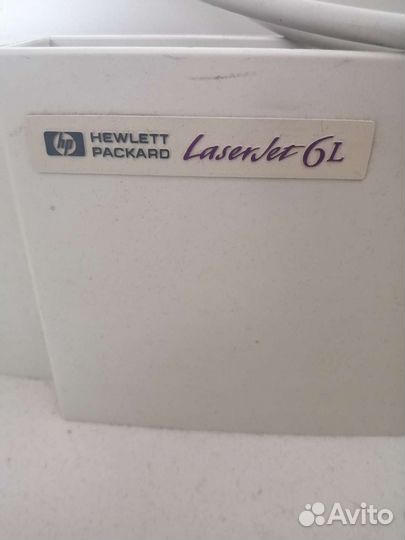 hp HEWLETT PACKARD LaserJet 6L
Avito